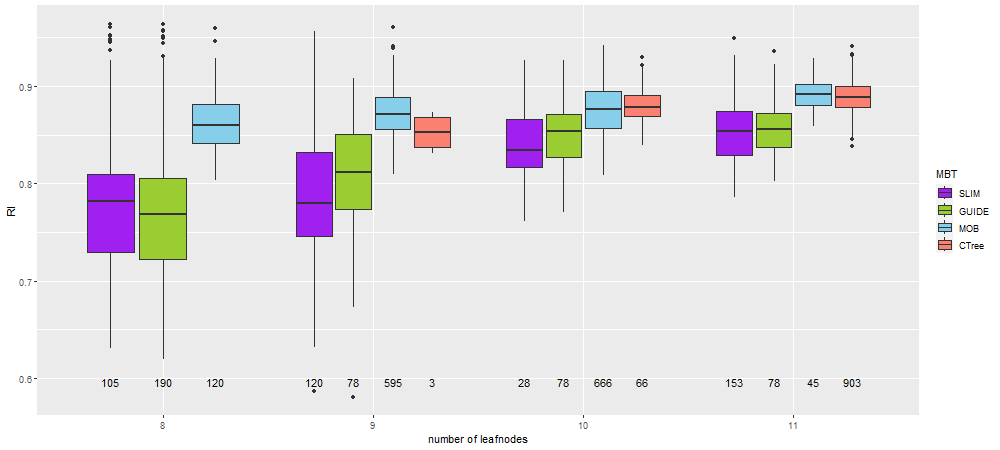 RI
0.9
0.8
0.7
0.6
105 190 120 120 78 595 3 28 78 666 66 153 78 45 903
8 9 10 11
number of leafnodes
MBT
SLIM
GUIDE
MOB
CTree